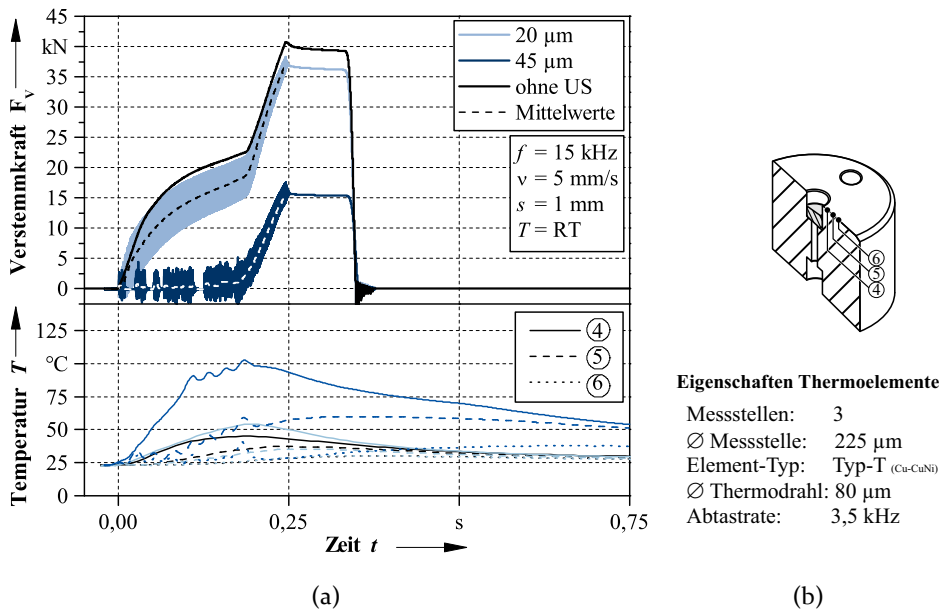 Verstemmkraft F_v
kN
40
35
30
25
20
15
10
5
0
20 µm
45 µm
ohne US
Mittelwerte
f = 15 kHz
ν = 5 mm/s
s = 1 mm
T = RT
Temperatur T
125
°C
75
50
25
0
④
⑤
⑥
0,00
0,25
s
0,75
Zeit t
(a)
⑥
⑤
④
Eigenschaften Thermoelemente
Messstellen: 3
∅ Messstelle: 225 µm
Element-Typ: Typ-T (Cu-CuNi)
∅ Thermodraht: 80 µm
Abtastrate: 3,5 kHz
(b)